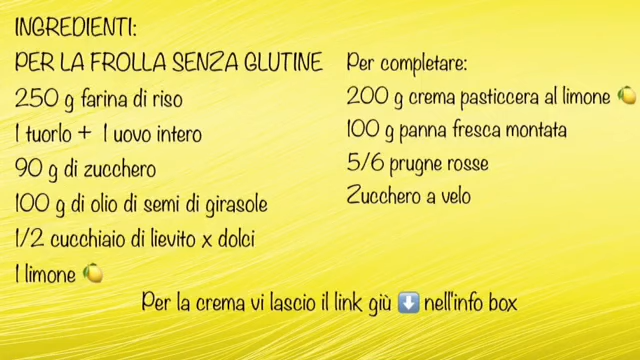 INGREDIENTI:
PER LA FROLLA SENZA GLUTINE
250 g farina di riso
1 tuorlo + 1 uovo intero
90 g di zucchero
100 g di olio di semi di girasole
1/2 cucchiaio di lievito x dolci
1 limone 🍋
Per completare:
200 g crema pasticcera al limone 🍋
100 g panna fresca montata
5/6 prugne rosse
Zucchero a velo
Per la crema vi lascio il link giù ⬇️ nell'info box